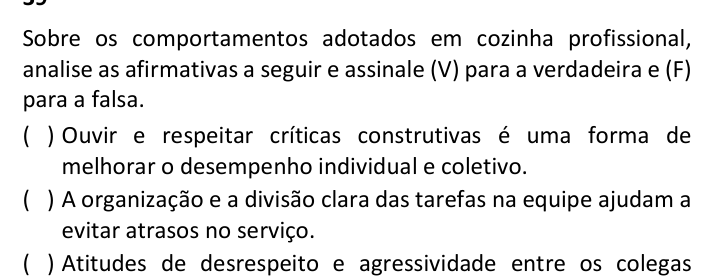 Sobre os comportamentos adotados em cozinha profissional,
analise as afirmativas a seguir e assinale (V) para a verdadeira e (F)
para a falsa.
( ) Ouvir e respeitar críticas construtivas é uma forma de
melhorar o desempenho individual e coletivo.
( ) A organização e a divisão clara das tarefas na equipe ajudam a
evitar atrasos no serviço.
( ) Atitudes de desrespeito e agressividade entre os colegas